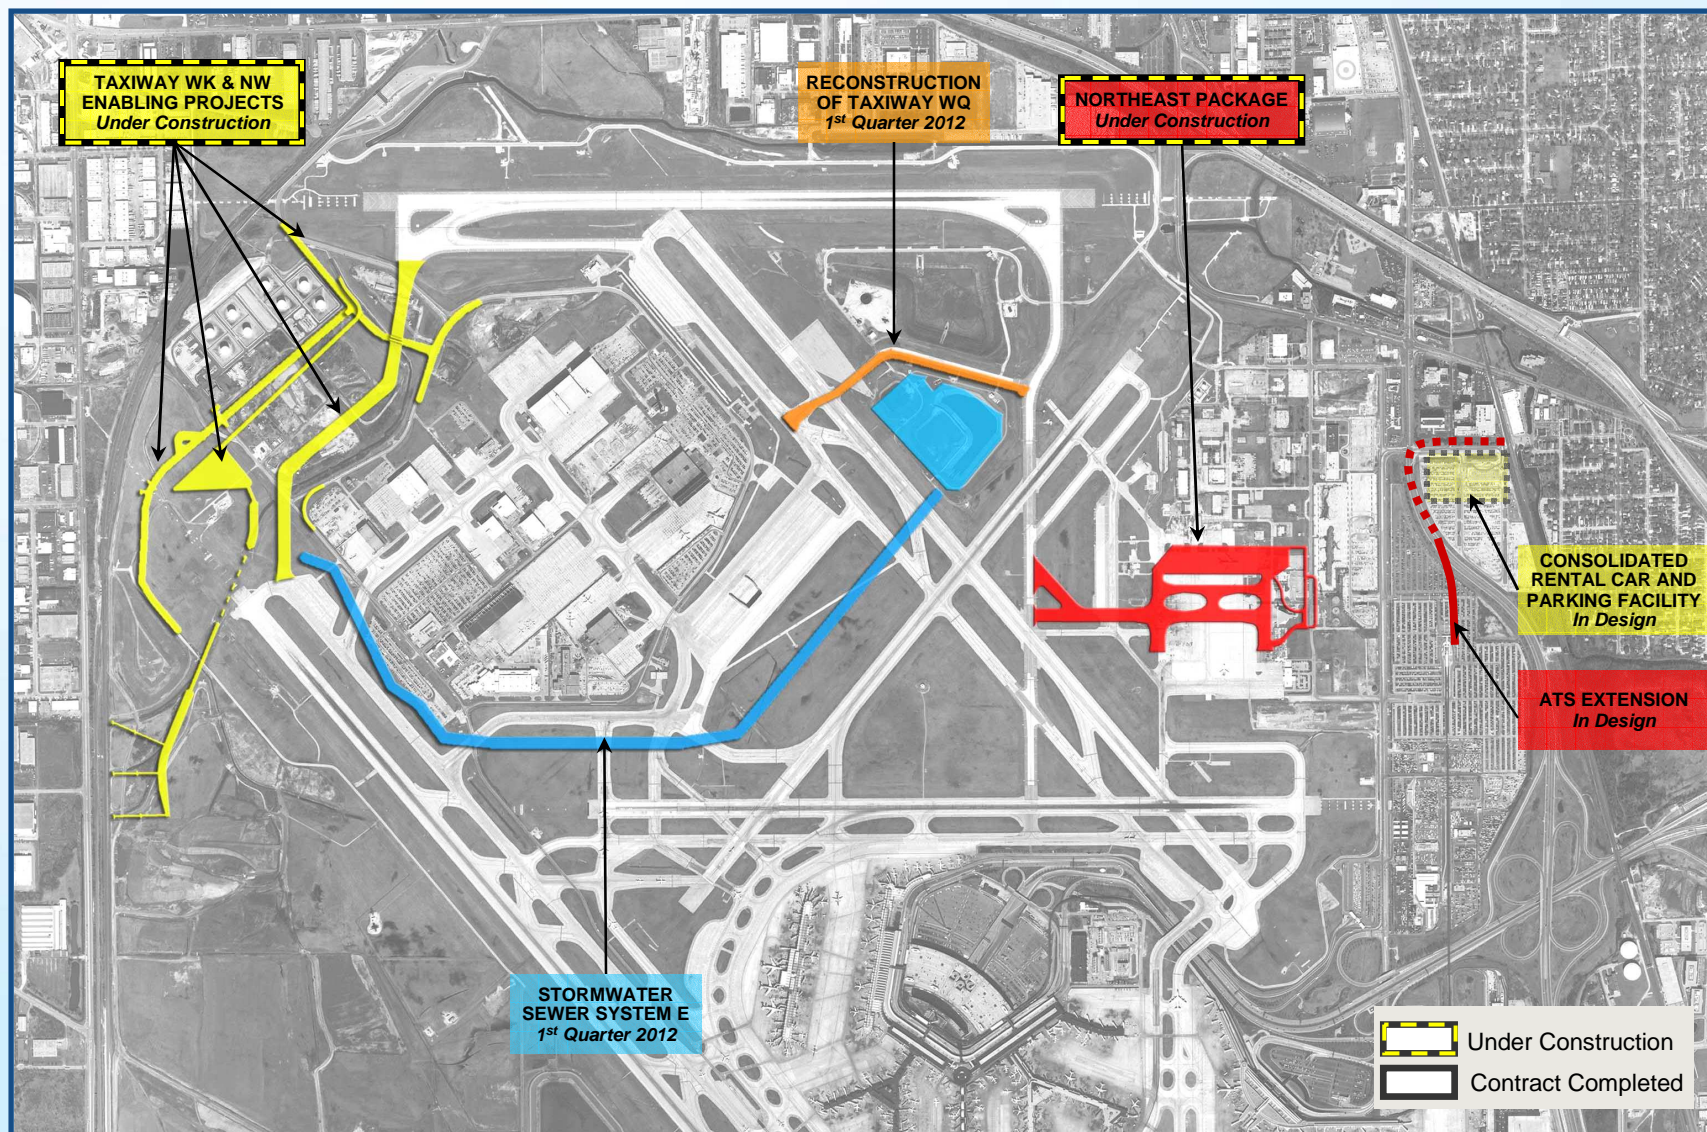 TAXIWAY WK & NW
ENABLING PROJECTS
Under Construction
RECONSTRUCTION
OF TAXIWAY WQ
1st Quarter 2012
NORTHEAST PACKAGE
Under Construction
CONSOLIDATED
RENTAL CAR AND
PARKING FACILITY
In Design
ATS EXTENSION
In Design
STORMWATER
SEWER SYSTEM E
1st Quarter 2012
Under Construction
Contract Completed